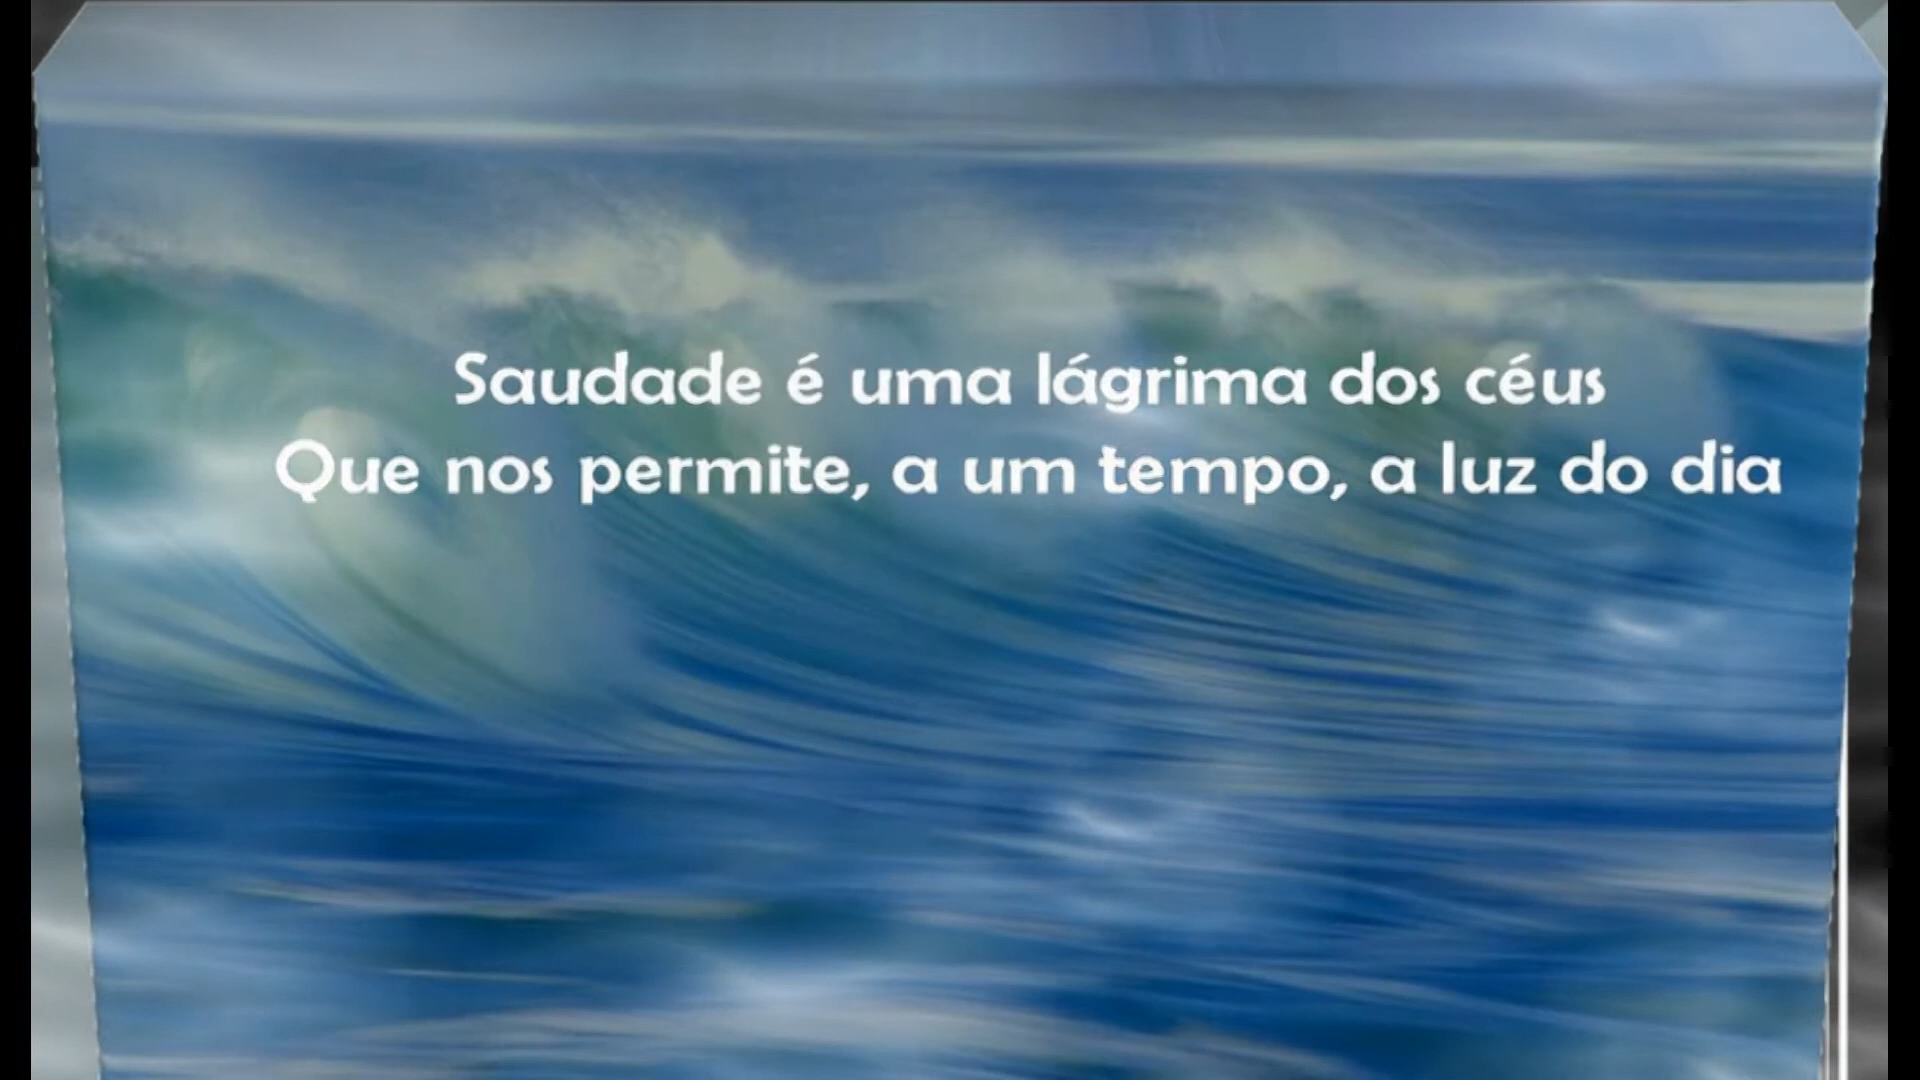 Saudade é uma lágrima dos céus
Que nos permite, a um tempo, a luz do dia